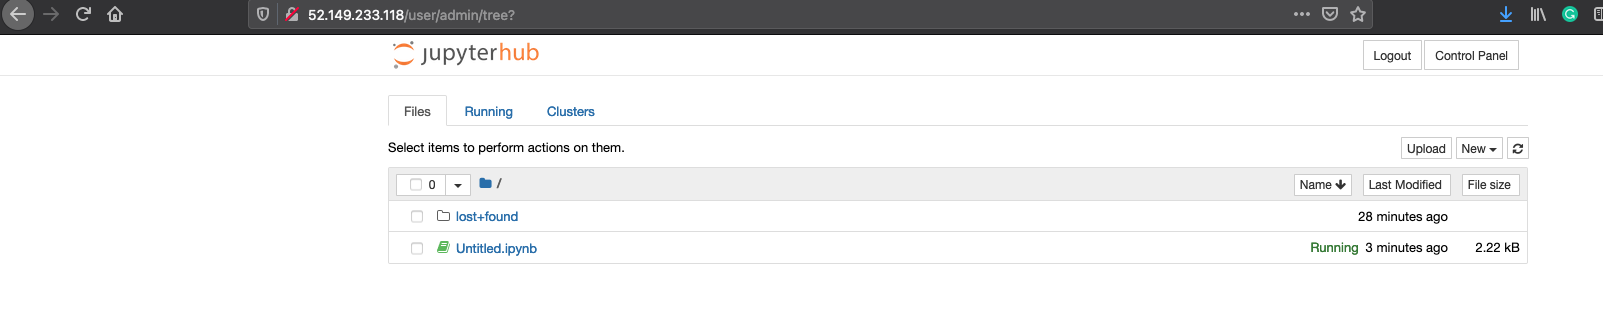 52.149.233.118/user/admin/tree?
jupyterhub
Logout Control Panel
Files Running Clusters
Select items to perform actions on them.
Upload New
0 / Name Last Modified File size
lost+found 28 minutes ago
Untitled.ipynb Running 3 minutes ago 2.22 kB